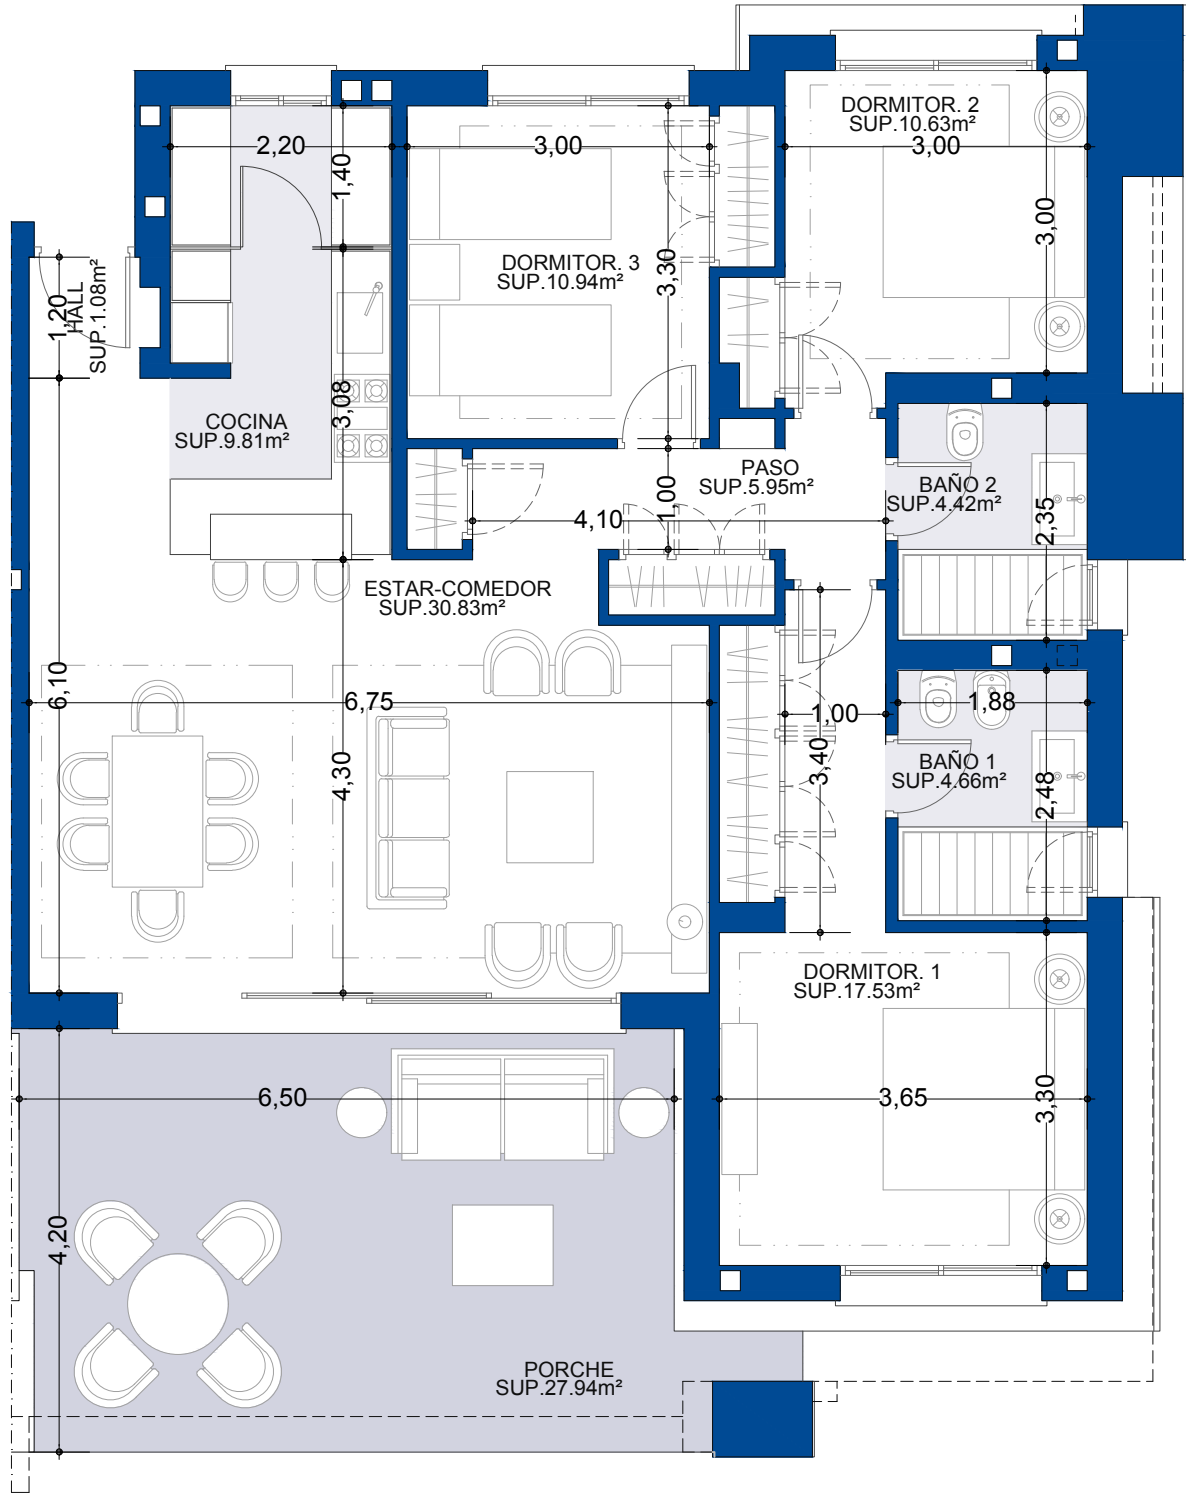 DORMITOR. 2
SUP.10.63m²
2,20
3,00
3,00
1,40
3,00
DORMITOR. 3
SUP.10.94m²
3,30
1,20
HALL
SUP.1.08m²
COCINA
SUP.9.81m²
3,08
PASO
SUP.5.95m²
1,00
4,10
BAÑO 2
SUP.4.42m²
2,35
ESTAR-COMEDOR
SUP.30.83m²
6,10
6,75
4,30
1,00
3,40
1,88
BAÑO 1
SUP.4.66m²
2,48
DORMITOR. 1
SUP.17.53m²
6,50
3,65
3,30
4,20
PORCHE
SUP.27.94m²